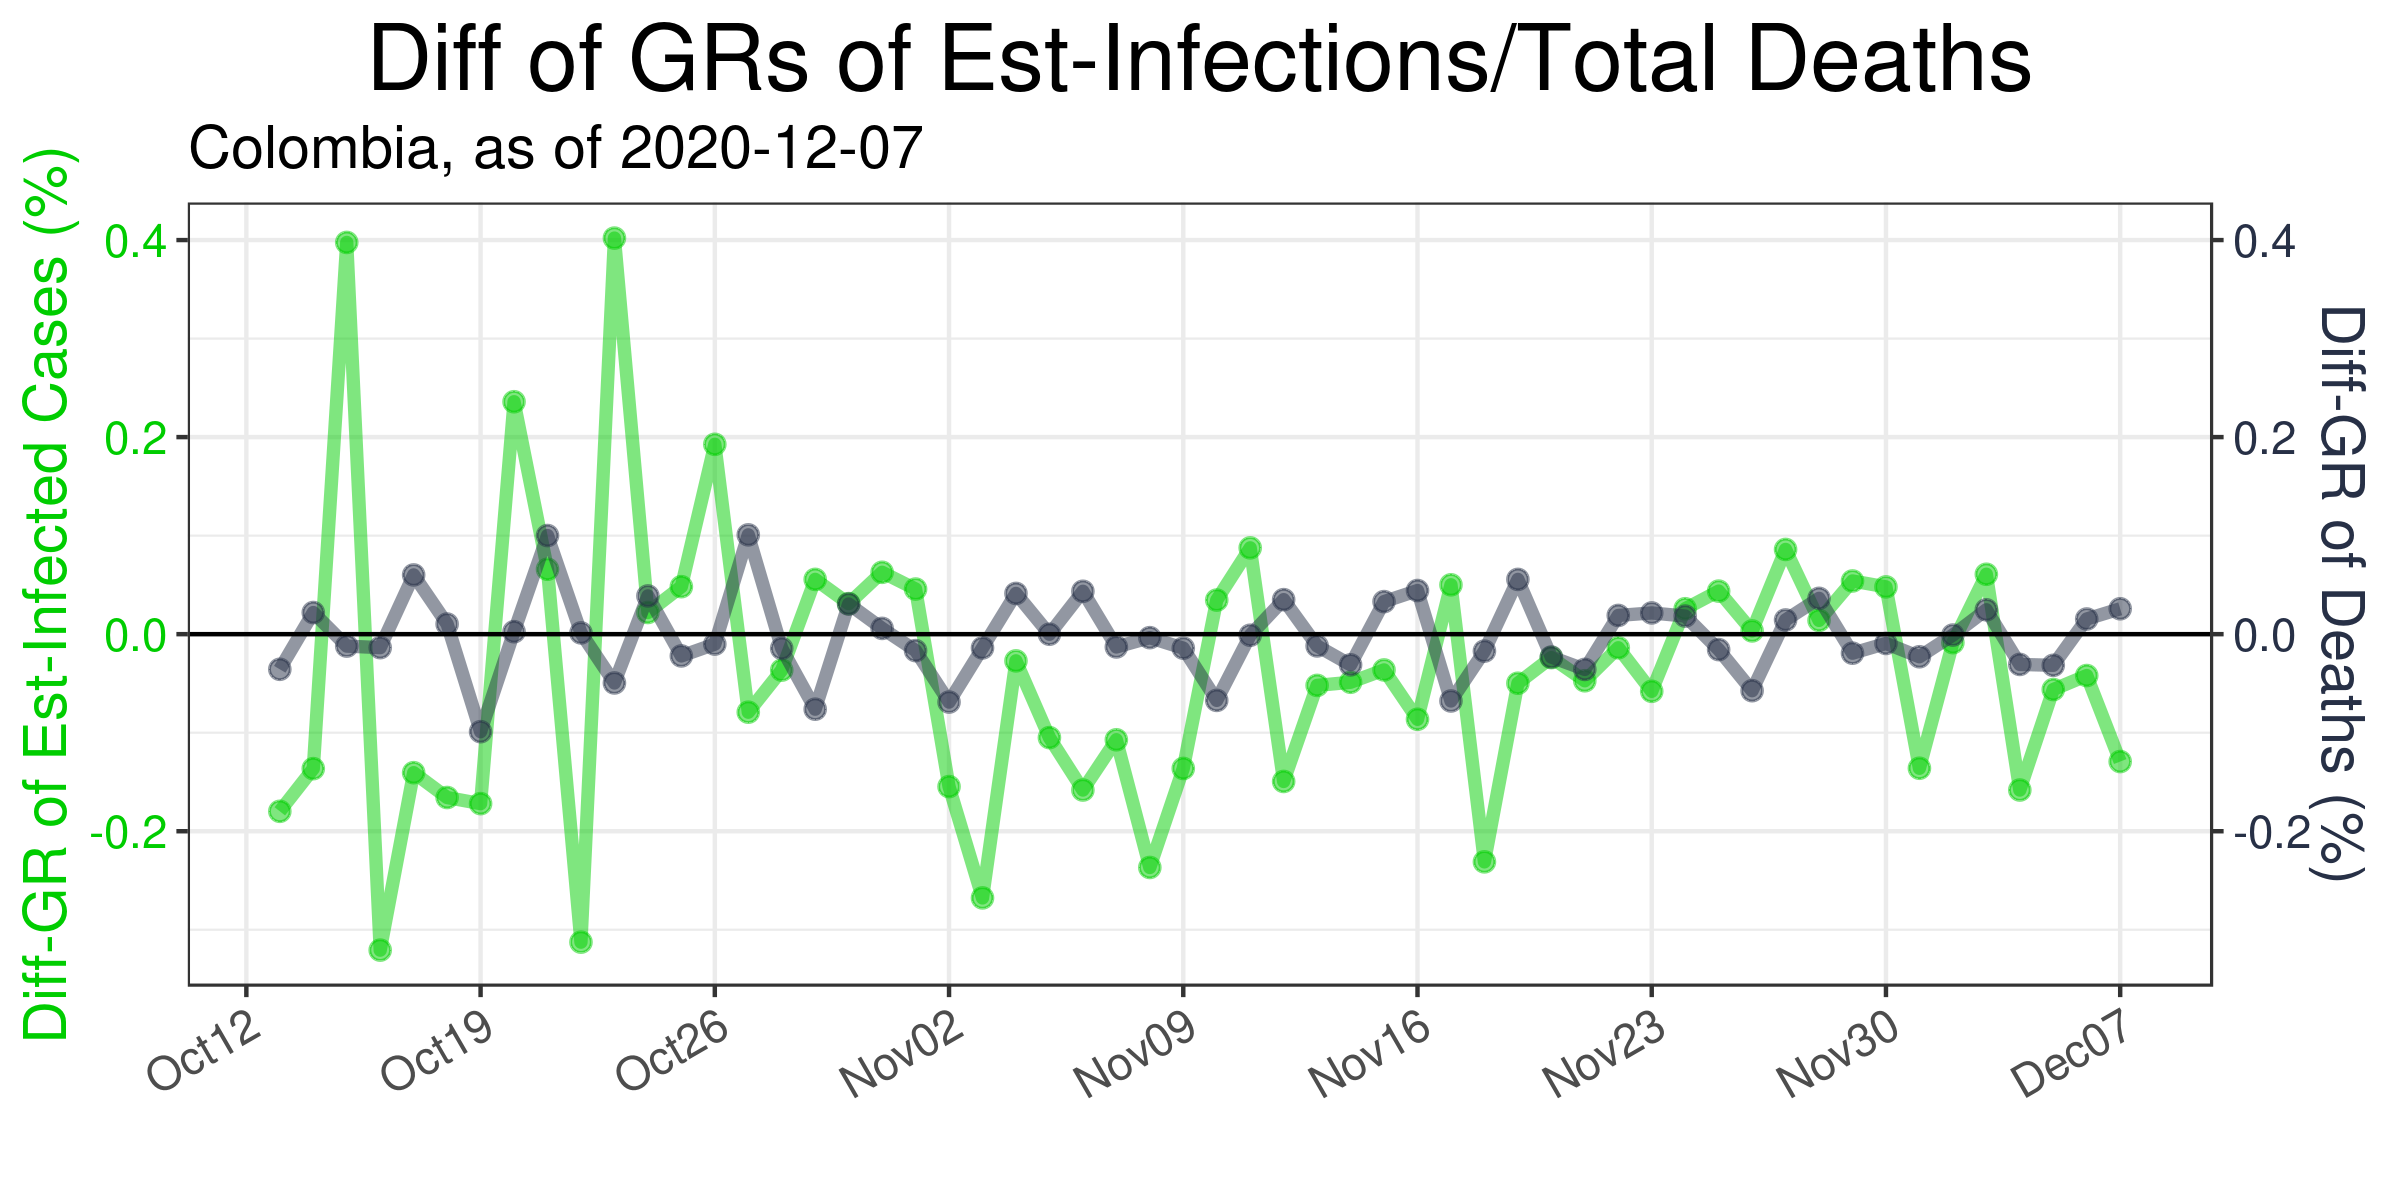 Diff of GRs of Est-Infections/Total Deaths
Colombia, as of 2020-12-07
Diff-GR of Est-Infected Cases (%)
0.4
0.2
0.0
-0.2
0.4
0.2
0.0
-0.2
Diff-GR of Deaths (%)
Oct12
Oct19
Oct26
Nov02
Nov09
Nov16
Nov23
Nov30
Dec07